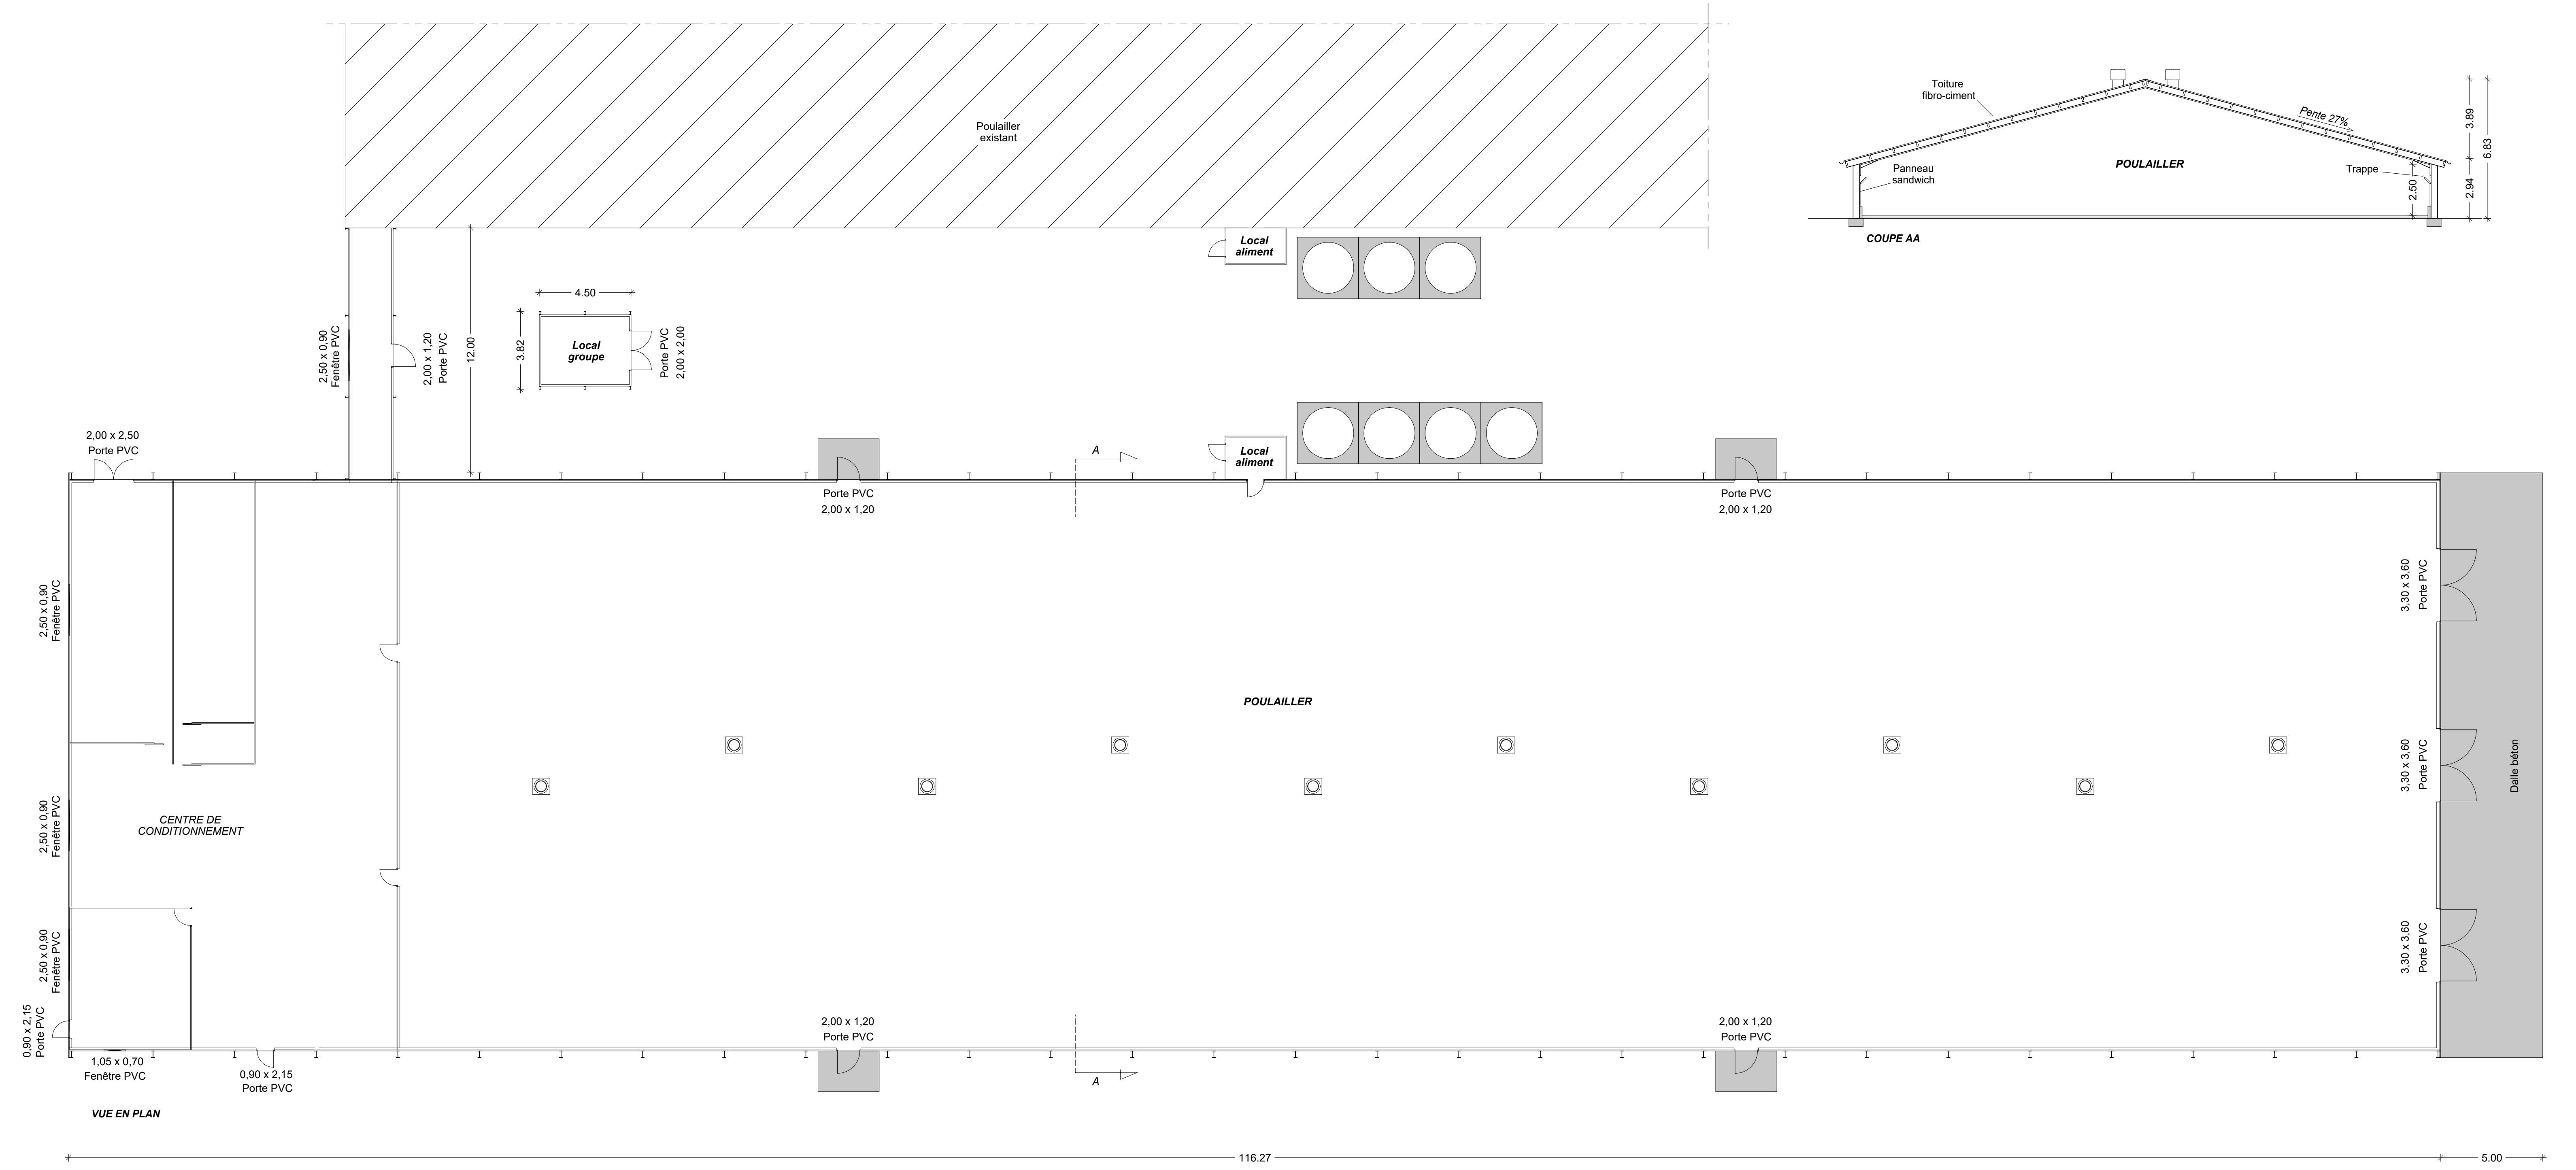 Toiture
fibro-ciment
Pente 27%
3.89
6.83
2.94
2.50
POULAILLER
Panneau
sandwich
Trappe
COUPE AA
Poulailler
existant
Local
aliment
4.50
3.82
Local
groupe
Porte PVC
2,00 x 2,00
2,50 x 0,90
Fenêtre PVC
2,00 x 1,20
Porte PVC
12.00
2,00 x 2,50
Porte PVC
A
Local
aliment
Porte PVC
2,00 x 1,20
Porte PVC
2,00 x 1,20
2,50 x 0,90
Fenêtre PVC
3,30 x 3,60
Porte PVC
POULAILLER
3,30 x 3,60
Porte PVC
Dalle béton
2,50 x 0,90
Fenêtre PVC
CENTRE DE
CONDITIONNEMENT
2,50 x 0,90
Fenêtre PVC
3,30 x 3,60
Porte PVC
0,90 x 2,15
Porte PVC
2,00 x 1,20
Porte PVC
2,00 x 1,20
Porte PVC
1,05 x 0,70
Fenêtre PVC
0,90 x 2,15
Porte PVC
A
VUE EN PLAN
116.27
5.00